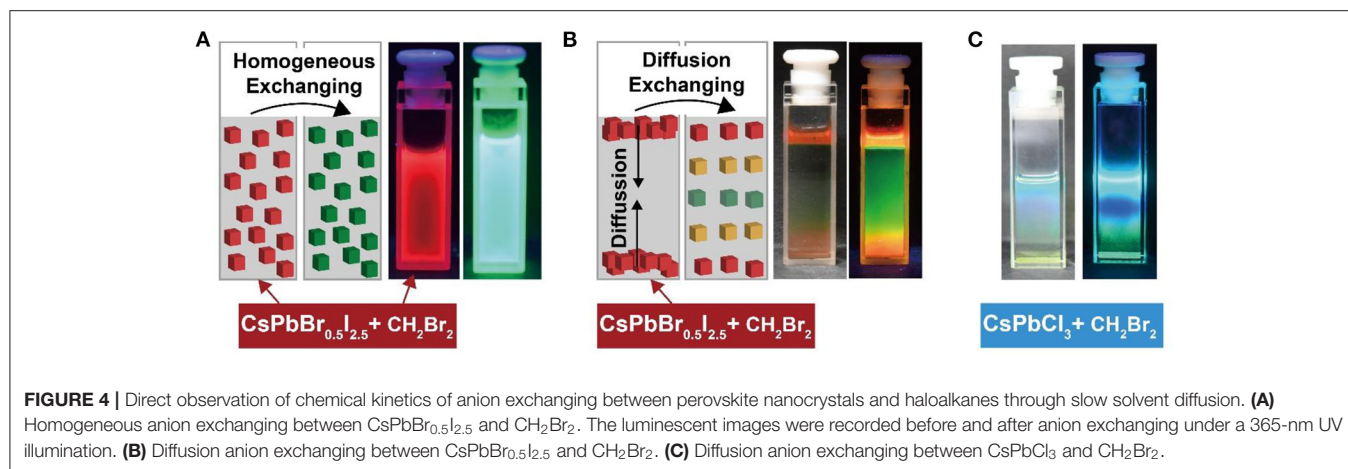 A
Homogeneous
Exchanging
CsPbBr₀.₅I₂.₅+ CH₂Br₂
B
Diffusion
Exchanging
Diffussion
CsPbBr₀.₅I₂.₅+ CH₂Br₂
C
CsPbCl₃+ CH₂Br₂
FIGURE 4 | Direct observation of chemical kinetics of anion exchanging between perovskite nanocrystals and haloalkanes through slow solvent diffusion. (A)
Homogeneous anion exchanging between CsPbBr₀.₅I₂.₅ and CH₂Br₂. The luminescent images were recorded before and after anion exchanging under a 365-nm UV
illumination. (B) Diffusion anion exchanging between CsPbBr₀.₅I₂.₅ and CH₂Br₂. (C) Diffusion anion exchanging between CsPbCl₃ and CH₂Br₂.